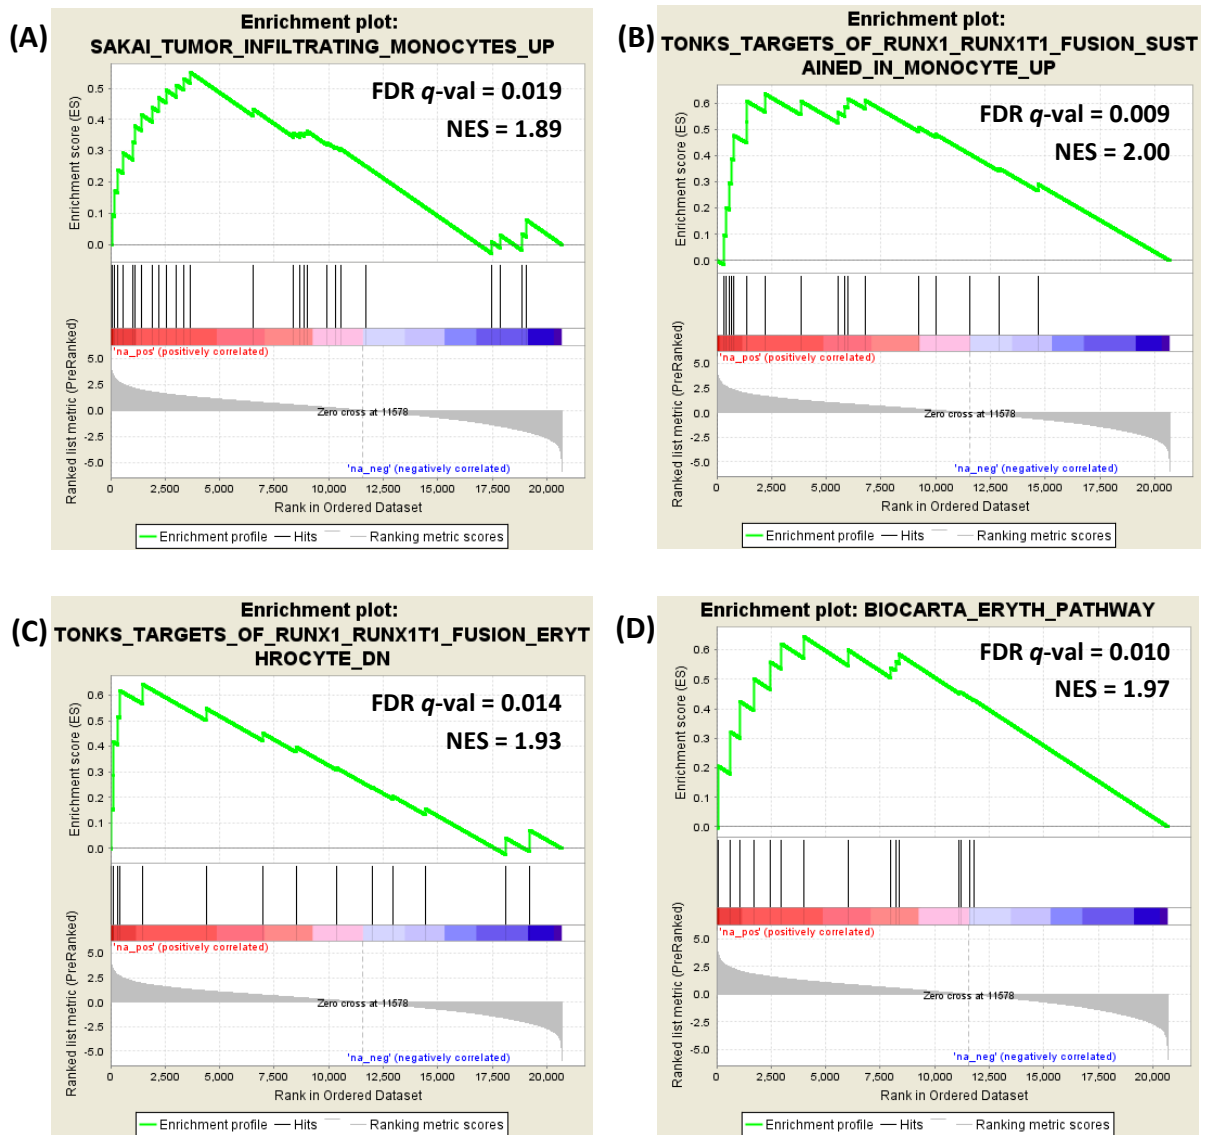 (A)
Enrichment plot:
SAKAI_TUMOR_INFILTRATING_MONOCYTES_UP
FDR q-val = 0.019
NES = 1.89
Enrichment score (ES)
0.5
0.4
0.3
0.2
0.1
0.0
'na_pos' (positively correlated)
Ranked list metric (PreRanked)
5.0
2.5
0.0
-2.5
-5.0
Zero cross at 11578
'na_neg' (negatively correlated)
0 2,500 5,000 7,500 10,000 12,500 15,000 17,500 20,000
Rank in Ordered Dataset
Enrichment profile Hits Ranking metric scores
(B)
Enrichment plot:
TONKS_TARGETS_OF_RUNX1_RUNX1T1_FUSION_SUST
AINED_IN_MONOCYTE_UP
FDR q-val = 0.009
NES = 2.00
Enrichment score (ES)
0.6
0.5
0.4
0.3
0.2
0.1
0.0
'na_pos' (positively correlated)
Ranked list metric (PreRanked)
5.0
2.5
0.0
-2.5
-5.0
Zero cross at 11578
'na_neg' (negatively correlated)
0 2,500 5,000 7,500 10,000 12,500 15,000 17,500 20,000
Rank in Ordered Dataset
Enrichment profile Hits Ranking metric scores
(C)
Enrichment plot:
TONKS_TARGETS_OF_RUNX1_RUNX1T1_FUSION_ERYT
HROCYTE_DN
FDR q-val = 0.014
NES = 1.93
Enrichment score (ES)
0.6
0.5
0.4
0.3
0.2
0.1
0.0
'na_pos' (positively correlated)
Ranked list metric (PreRanked)
5.0
2.5
0.0
-2.5
-5.0
Zero cross at 11578
'na_neg' (negatively correlated)
0 2,500 5,000 7,500 10,000 12,500 15,000 17,500 20,000
Rank in Ordered Dataset
Enrichment profile Hits Ranking metric scores
(D)
Enrichment plot: BIOCARTA_ERYTH_PATHWAY
FDR q-val = 0.010
NES = 1.97
Enrichment score (ES)
0.6
0.5
0.4
0.3
0.2
0.1
0.0
'na_pos' (positively correlated)
Ranked list metric (PreRanked)
5.0
2.5
0.0
-2.5
-5.0
Zero cross at 11578
'na_neg' (negatively correlated)
0 2,500 5,000 7,500 10,000 12,500 15,000 17,500 20,000
Rank in Ordered Dataset
Enrichment profile Hits Ranking metric scores